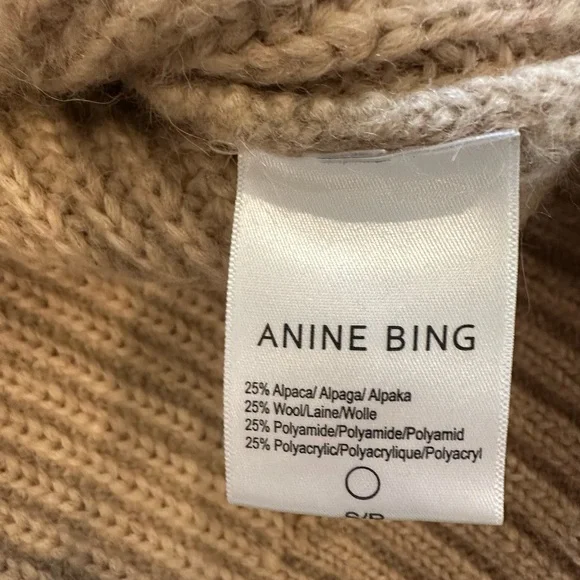 ANINE BING
25% Alpaca/ Alpaga/ Alpaka
25% Wool/Laine/Wolle
25% Polyamide/Polyamide/Polyamid
25% Polyacrylic/Polyacrylique/Polyacryl